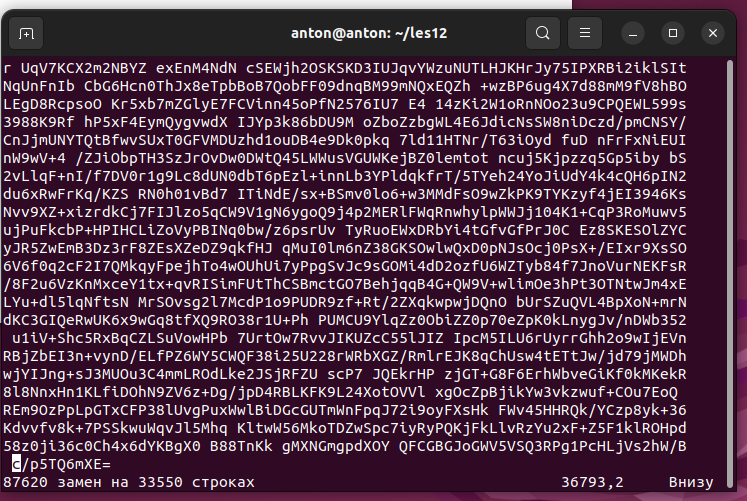 anton@anton: ~/les12
r UqV7KCX2m2NBYZ exEnM4NdN cSEWjh2OSKSKD3IUJqvYWzuNUTLHJKHrJy75IPXRBi2iklSIt
NqUnFnIb CbG6Hcn0ThJx8eTpbBoB7QobFF09dnqBM99mNQxEQZh +wzBP6ug4X7d88mM9fV8hBO
LEgD8RcpsoO Kr5xb7mZGlyE7FCVinn45oPfN2576IU7 E4 14zKi2W1oRnNOo23u9CPQEWL599s
3988K9Rf hP5xF4EymQygvwdX IJYp3k86bDU9M oZboZzbgWL4E6JdicNsSW8niDczd/pmCNSY/
CnJjmUNYTQtBfwvSUxT0GFVMDUzhd1ouDB4e9Dk0pkq 7ld11HTNr/T63iOyd fuD nFrFxNiEUI
nW9wV+4 /ZJiObpTH3SzJrOvDw0DWtQ45LWWusVGUWKejBZ0lemtot ncuj5Kjpzzq5Gp5iby bS
2vLlqF+nI/f7DV0r1g9Lc8dUN0dbT6pEzl+innLb3YPldqkfrT/5TYeh24YoJiUdY4k4cQH6pIN2
du6xRwFrKq/KZS RN0h01vBd7 ITiNdE/sx+BSmv0lo6+w3MMdFsO9wZkPK9TYKzyf4jEI3946Ks
Nvv9XZ+xizrdkCj7FIJlzo5qCW9V1gN6ygoQ9j4p2MERlFWqRnwhylpWWJj104K1+CqP3RoMuwv5
ujPuFkcbP+HPIHCLiZoVyPBINq0bw/z6psrUv TyRuoEWxDRbYi4tGfvGfPrJ0C Ez8SKESOlZYC
yJR5ZwEmB3Dz3rF8ZEsXZeDZ9qkfHJ qMuI0lm6nZ38GKSOwlwQxD0pNJsOcj0PsX+/EIxr9XsSO
6V6f0q2cF2I7QMkqyFpejhTo4wOUhUi7yPpgSvJc9sGOMi4dD2ozfU6WZTyb84f7JnoVurNEKFsR
/8F2u6VzKnMxceY1tx+qvRISimFUtThCSBmctGO7BehjqqB4G+QW9V+wlimOe3hPt3OTNtwJm4xE
LYu+dl5lqNftsN MrSOVsg2l7McdP1o9PUDR9zf+Rt/2ZXqkwpwjDQnO bUrSZuQVL4BpXoN+mrN
dKC3GIQeRwUK6x9wGq8tfXQ9RO38r1U+Ph PUMCU9YlqZz0ObiZZ0p70eZpK0kLnygJv/nDWb352
 u1iV+Shc5RxBqCZLSuVowHPb 7UrtOw7RvvJIKUZcC55lJIZ IpcM5ILU6rUyrrGhh2o9wIjEVn
RBjZbEI3n+vynD/ELfPZ6WY5CWQF38i25U228rWRbXGZ/RmlrEJK8qChUsw4tETtJw/jd79jMWDh
wjYIJng+sJ3MUOu3C4mmLROdLke2JSjRFZU scP7 JQEkrHP zjGT+G8F6ErhWbveGiKf0kMKekR
8l8NnxHn1KLfiDOhN9ZV6z+Dg/jpD4RBLKFK9L24XotOVVl xgOcZpBjikYw3vkzwuf+COu7EoQ
REm9OzPpLpGTxCFP38lUvgPuxWwlBiDGcGUTmWnFpqJ72i9oyFXsHk FWv45HHRQk/YCzp8yk+36
Kdvvfv8k+7PSSkwuWqvJl5Mhq KltwW56MkoTDZwSpc7iyRyPQKjFkLlvRzYu2xF+Z5F1klROHpd
58z0ji36c0Ch4x6dYKBgX0 B88TnKk gMXNGmgpdXOY QFCGBGJoGWV5VSQ3RPg1PcHLjVs2hW/B
 c/p5TQ6mXE=
87620 замен на 33550 строках 36793,2 Внизу